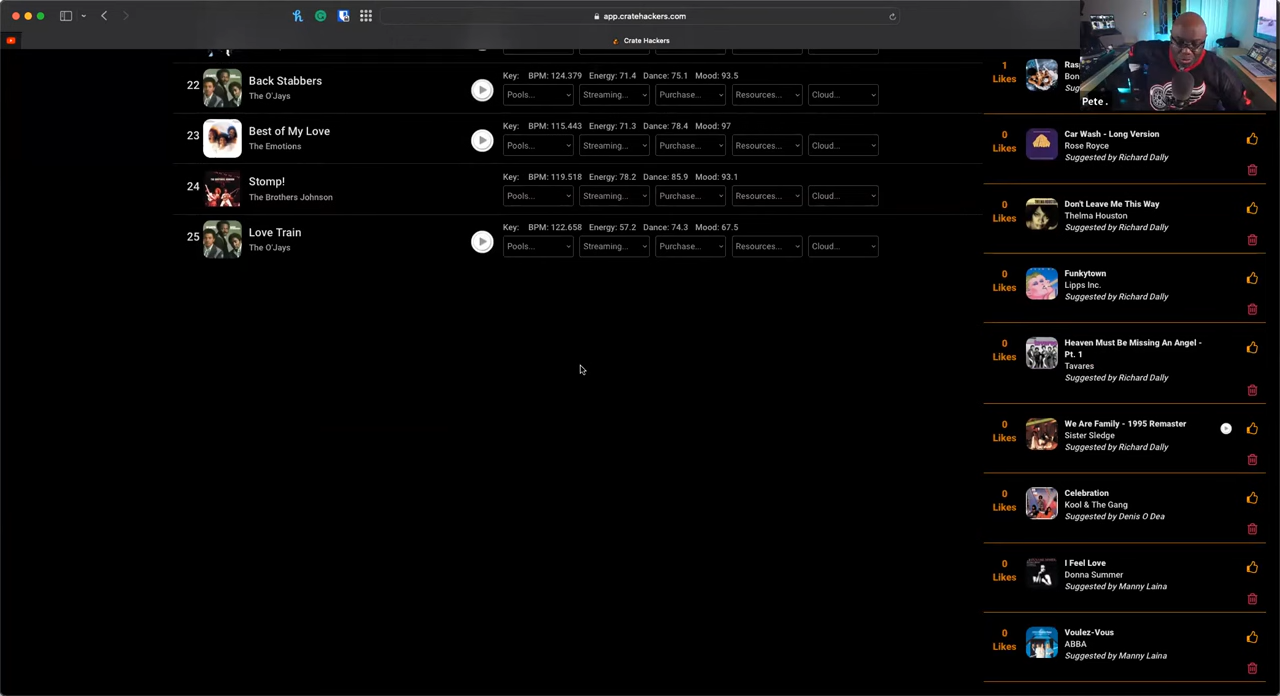 app.cratehackers.com
Crate Hackers
22
Back Stabbers
The O'Jays
Key: BPM: 124.379 Energy: 71.4 Dance: 75.1 Mood: 93.5
Pools... Streaming... Purchase... Resources... Cloud...
23
Best of My Love
The Emotions
Key: BPM: 115.443 Energy: 71.3 Dance: 78.4 Mood: 97
Pools... Streaming... Purchase... Resources... Cloud...
24
Stomp!
The Brothers Johnson
Key: BPM: 119.518 Energy: 78.2 Dance: 85.9 Mood: 93.1
Pools... Streaming... Purchase... Resources... Cloud...
25
Love Train
The O'Jays
Key: BPM: 122.658 Energy: 57.2 Dance: 74.3 Mood: 67.5
Pools... Streaming... Purchase... Resources... Cloud...
1
Likes
Pete .
0
Likes
Car Wash - Long Version
Rose Royce
Suggested by Richard Dally
0
Likes
Don't Leave Me This Way
Thelma Houston
Suggested by Richard Dally
0
Likes
Funkytown
Lipps Inc.
Suggested by Richard Dally
0
Likes
Heaven Must Be Missing An Angel -
Pt. 1
Tavares
Suggested by Richard Dally
0
Likes
We Are Family - 1995 Remaster
Sister Sledge
Suggested by Richard Dally
0
Likes
Celebration
Kool & The Gang
Suggested by Denis O Dea
0
Likes
I Feel Love
Donna Summer
Suggested by Manny Laina
0
Likes
Voulez-Vous
ABBA
Suggested by Manny Laina